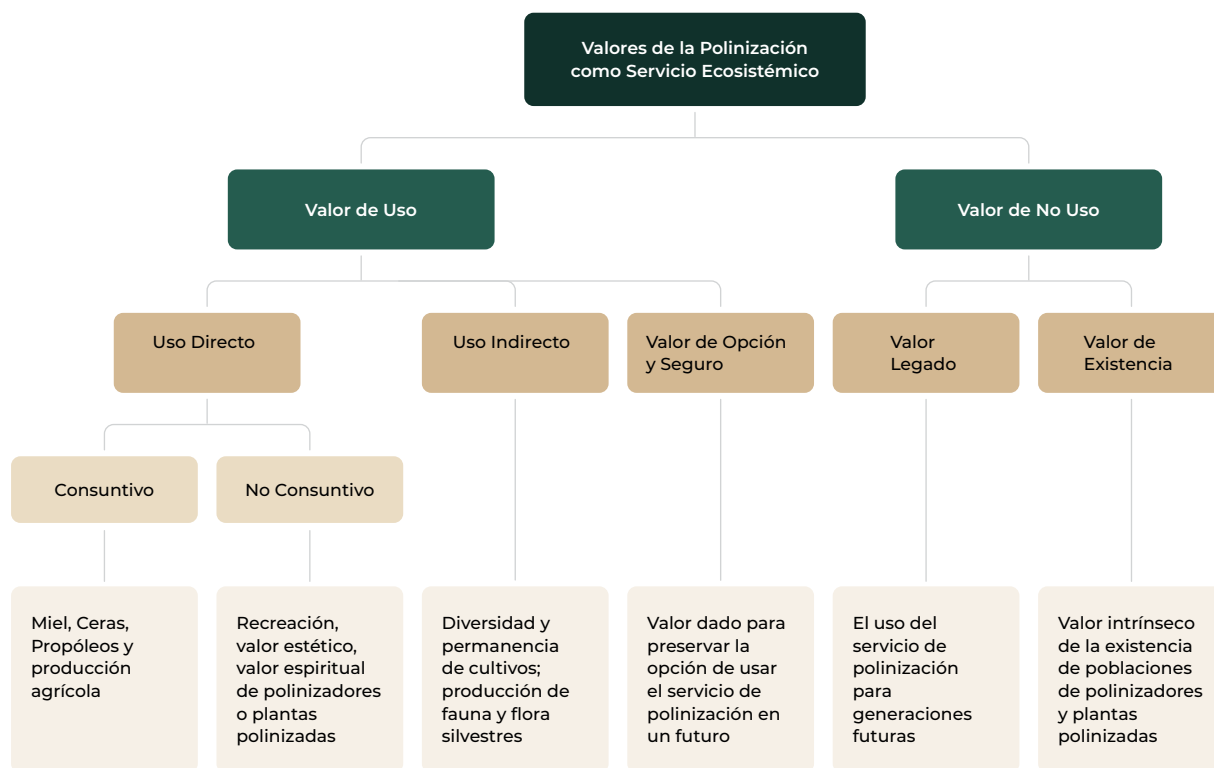 Valores de la Polinización
como Servicio Ecosistémico
Valor de Uso
Valor de No Uso
Uso Directo
Uso Indirecto
Valor de Opción
y Seguro
Valor
Legado
Valor de
Existencia
Consuntivo
No Consuntivo
Miel, Ceras,
Propóleos y
producción
agrícola
Recreación,
valor estético,
valor espiritual
de polinizadores
o plantas
polinizadas
Diversidad y
permanencia
de cultivos;
producción de
fauna y flora
silvestres
Valor dado para
preservar la
opción de usar
el servicio de
polinización en
un futuro
El uso del
servicio de
polinización
para
generaciones
futuras
Valor intrínseco
de la existencia
de poblaciones
de polinizadores
y plantas
polinizadas